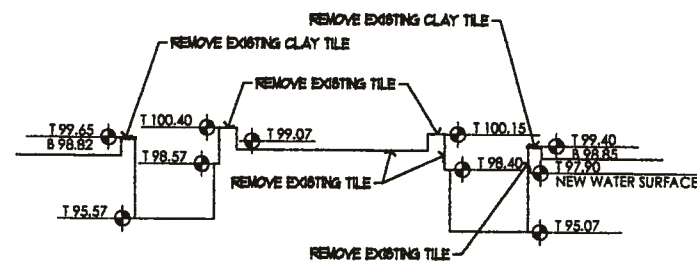 REMOVE EXISTING CLAY TILE
REMOVE EXISTING CLAY TILE
REMOVE EXISTING TILE
T 99.65
B 98.82
T 100.40
T 99.07
T 98.57
T 95.57
T 100.15
T 98.40
T 99.40
B 98.85
T 97.90
NEW WATER SURFACE
REMOVE EXISTING TILE
T 95.07
REMOVE EXISTING TILE